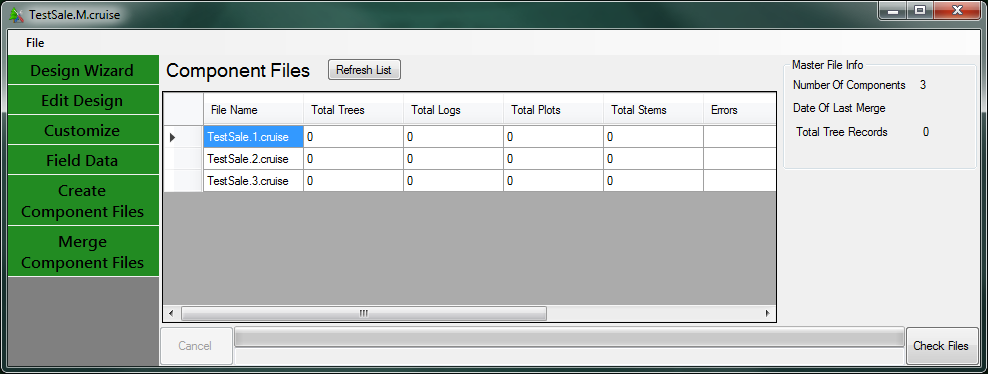 TestSale.M.cruise
File
Design Wizard
Edit Design
Customize
Field Data
Create
Component Files
Merge
Component Files
Component Files
Refresh List
File Name Total Trees Total Logs Total Plots Total Stems Errors
TestSale.1.cruise 0 0 0 0
TestSale.2.cruise 0 0 0 0
TestSale.3.cruise 0 0 0 0
Master File Info
Number Of Components 3
Date Of Last Merge
Total Tree Records 0
Cancel
Check Files